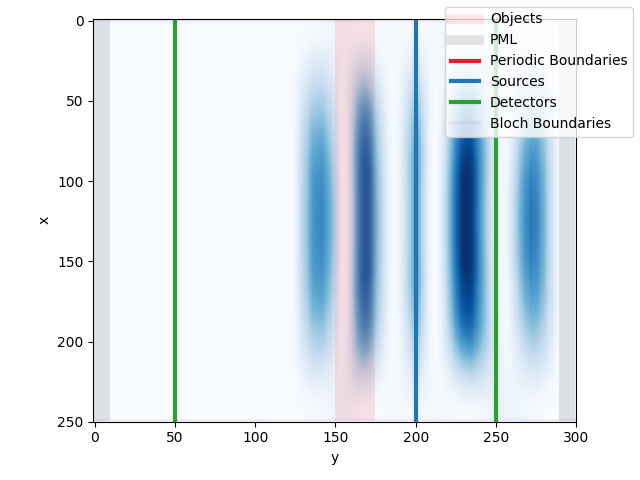 Objects
PML
Periodic Boundaries
Sources
Detectors
Bloch Boundaries
0
50
100
150
200
250
x
0
50
100
150
200
250
300
y